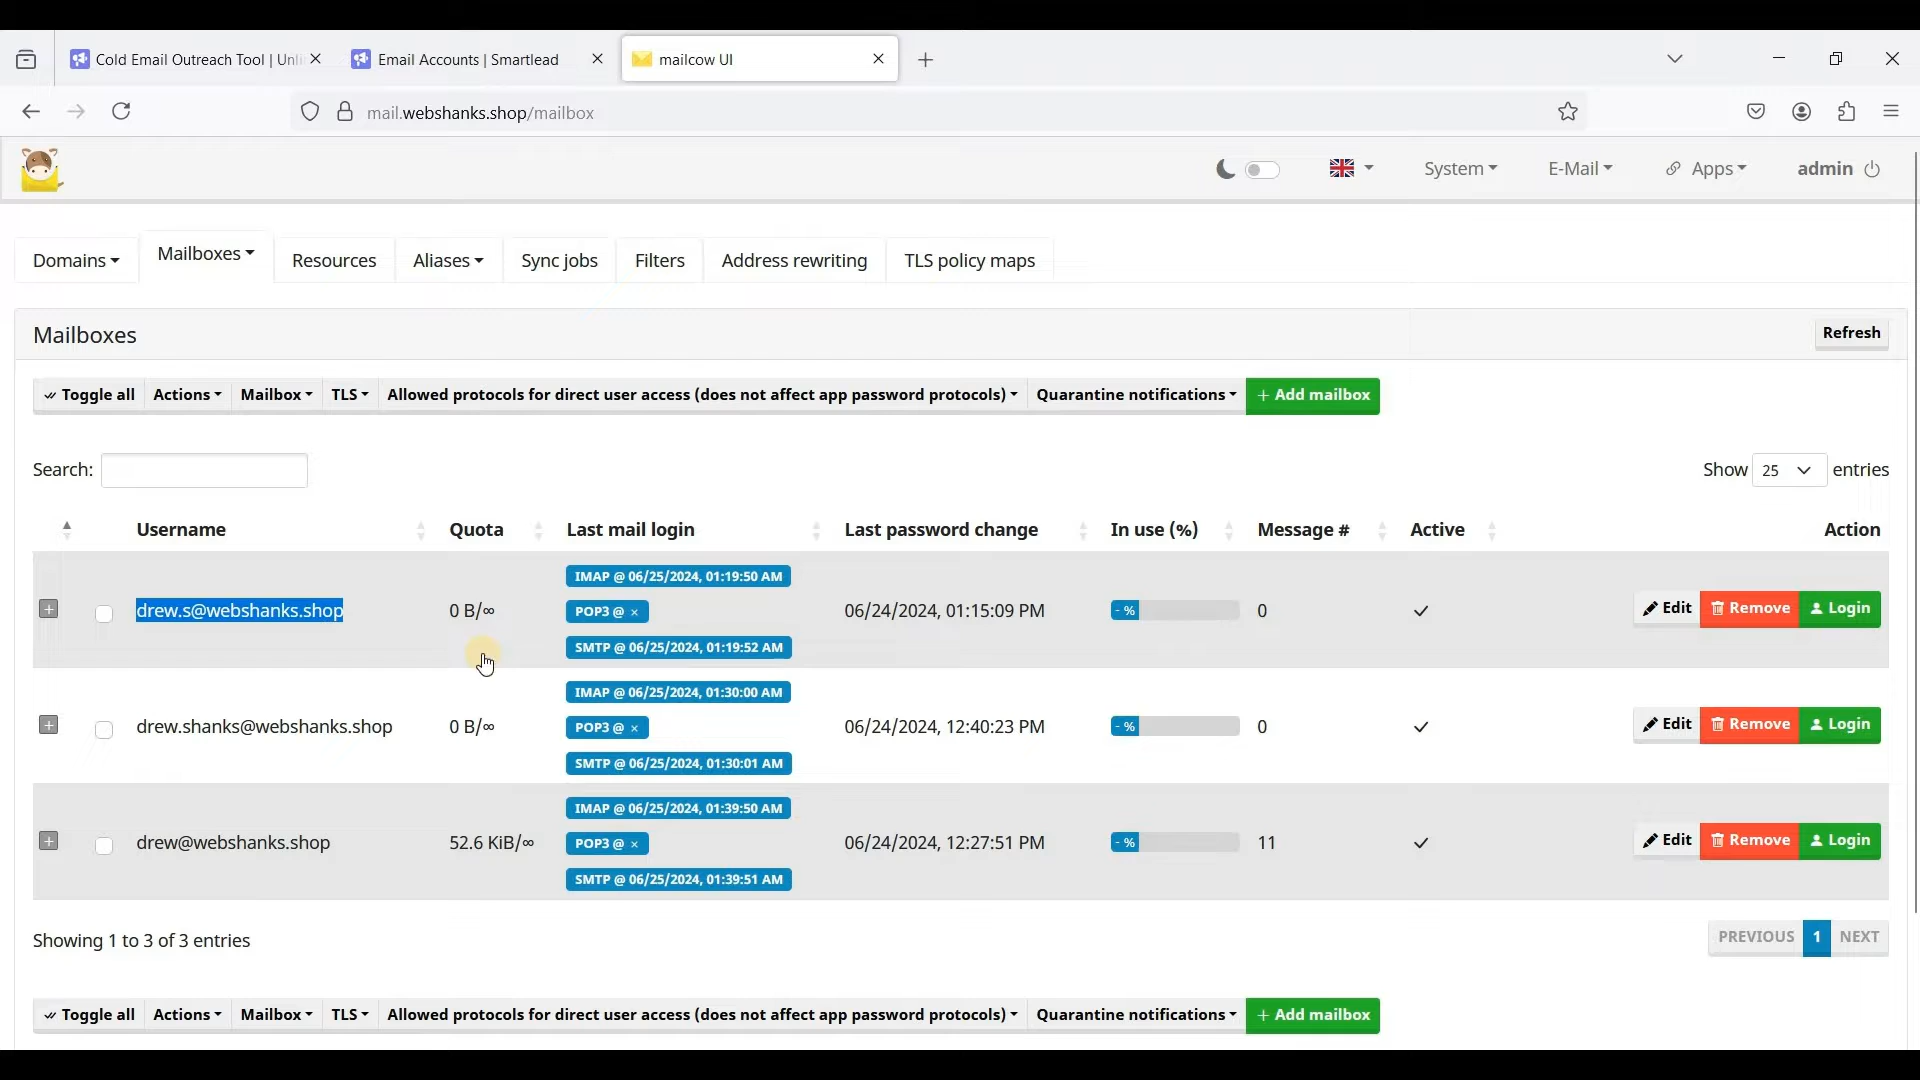 Cold Email Outreach Tool | Unli
Email Accounts | Smartlead
mailcow UI
mail.webshanks.shop/mailbox
System
E-Mail
Apps
admin
Domains
Mailboxes
Resources
Aliases
Sync jobs
Filters
Address rewriting
TLS policy maps
Mailboxes
Refresh
Toggle all
Actions
Mailbox
TLS
Allowed protocols for direct user access (does not affect app password protocols)
Quarantine notifications
+ Add mailbox
Search:
Show 25 entries
Username
Quota
Last mail login
Last password change
In use (%)
Message #
Active
Action
IMAP @ 06/25/2024, 01:19:50 AM
drew.s@webshanks.shop
0 B/∞
POP3 @ ×
06/24/2024, 01:15:09 PM
- %
0
✓
Edit
Remove
Login
SMTP @ 06/25/2024, 01:19:52 AM
IMAP @ 06/25/2024, 01:30:00 AM
drew.shanks@webshanks.shop
0 B/∞
POP3 @ ×
06/24/2024, 12:40:23 PM
- %
0
✓
Edit
Remove
Login
SMTP @ 06/25/2024, 01:30:01 AM
IMAP @ 06/25/2024, 01:39:50 AM
drew@webshanks.shop
52.6 KiB/∞
POP3 @ ×
06/24/2024, 12:27:51 PM
- %
11
✓
Edit
Remove
Login
SMTP @ 06/25/2024, 01:39:51 AM
Showing 1 to 3 of 3 entries
PREVIOUS
1
NEXT
Toggle all
Actions
Mailbox
TLS
Allowed protocols for direct user access (does not affect app password protocols)
Quarantine notifications
+ Add mailbox